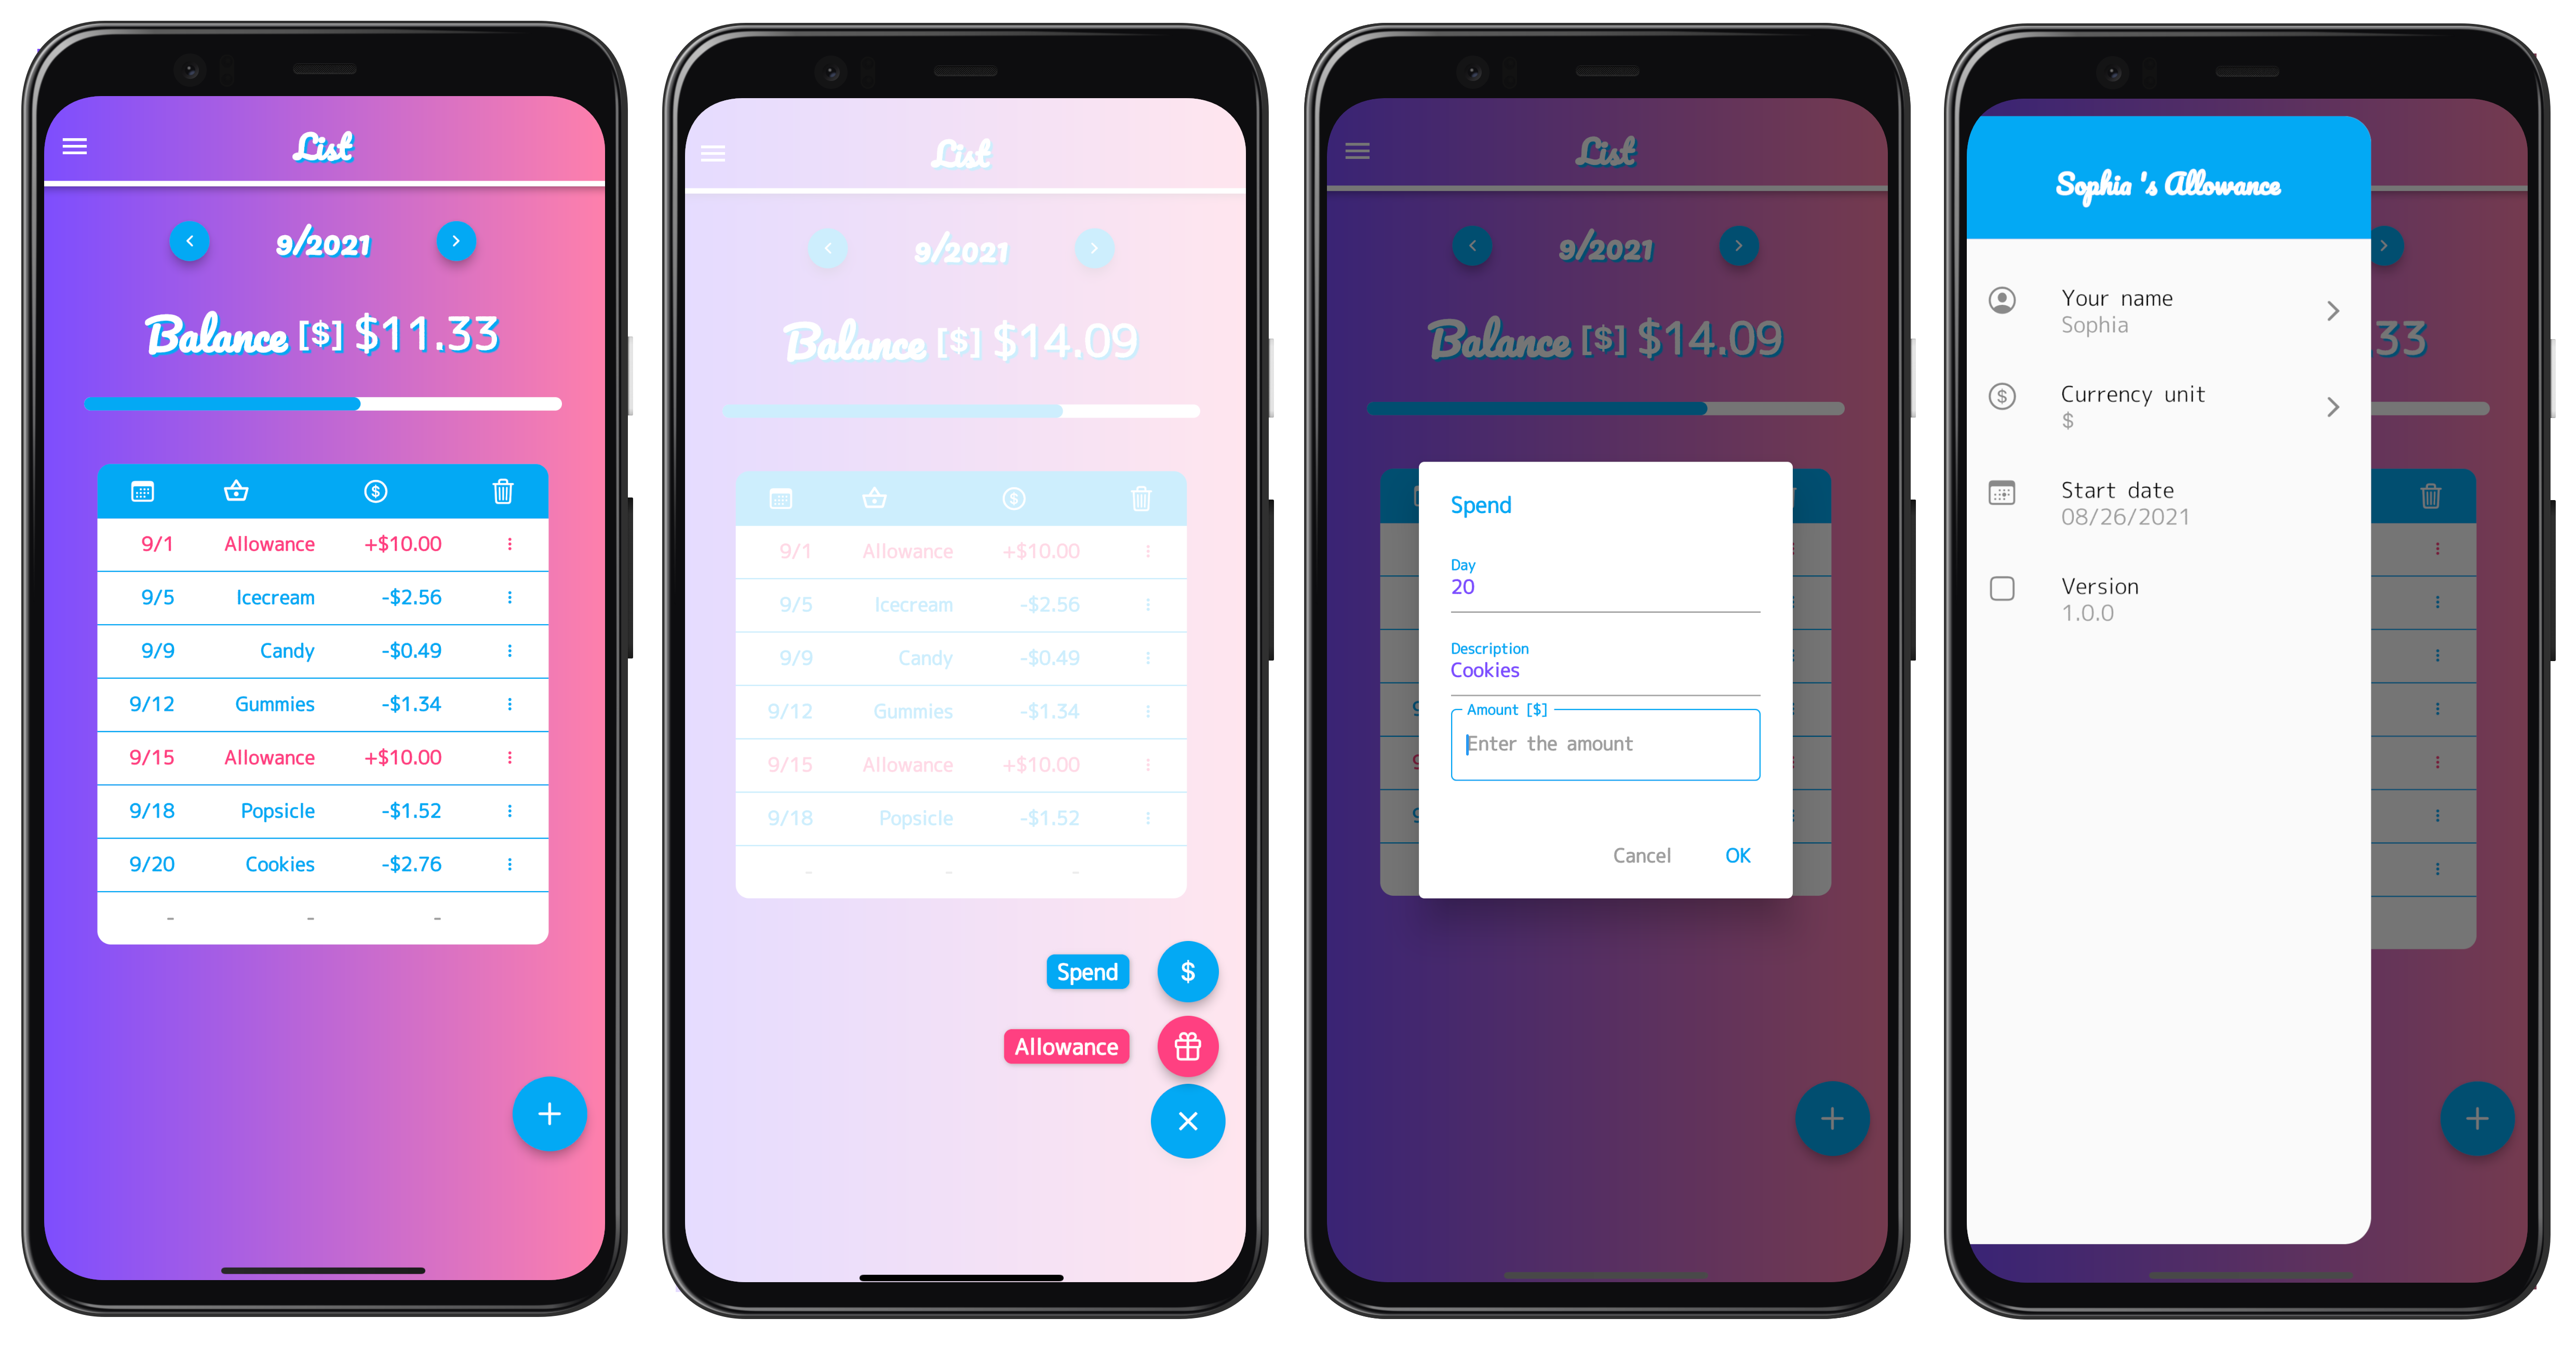 List
9/2021
Balance [$] $11.33
9/1 Allowance +$10.00
9/5 Icecream -$2.56
9/9 Candy -$0.49
9/12 Gummies -$1.34
9/15 Allowance +$10.00
9/18 Popsicle -$1.52
9/20 Cookies -$2.76
- - -
List
9/2021
Balance [$] $14.09
9/1 Allowance +$10.00
9/5 Icecream -$2.56
9/9 Candy -$0.49
9/12 Gummies -$1.34
9/15 Allowance +$10.00
9/18 Popsicle -$1.52
- - -
Spend $
Allowance
List
9/2021
Balance [$] $14.09
Spend
Day
20
Description
Cookies
Amount [$]
Enter the amount
Cancel OK
Sophia 's Allowance
Your name
Sophia
33
Currency unit
$
Start date
08/26/2021
Version
1.0.0